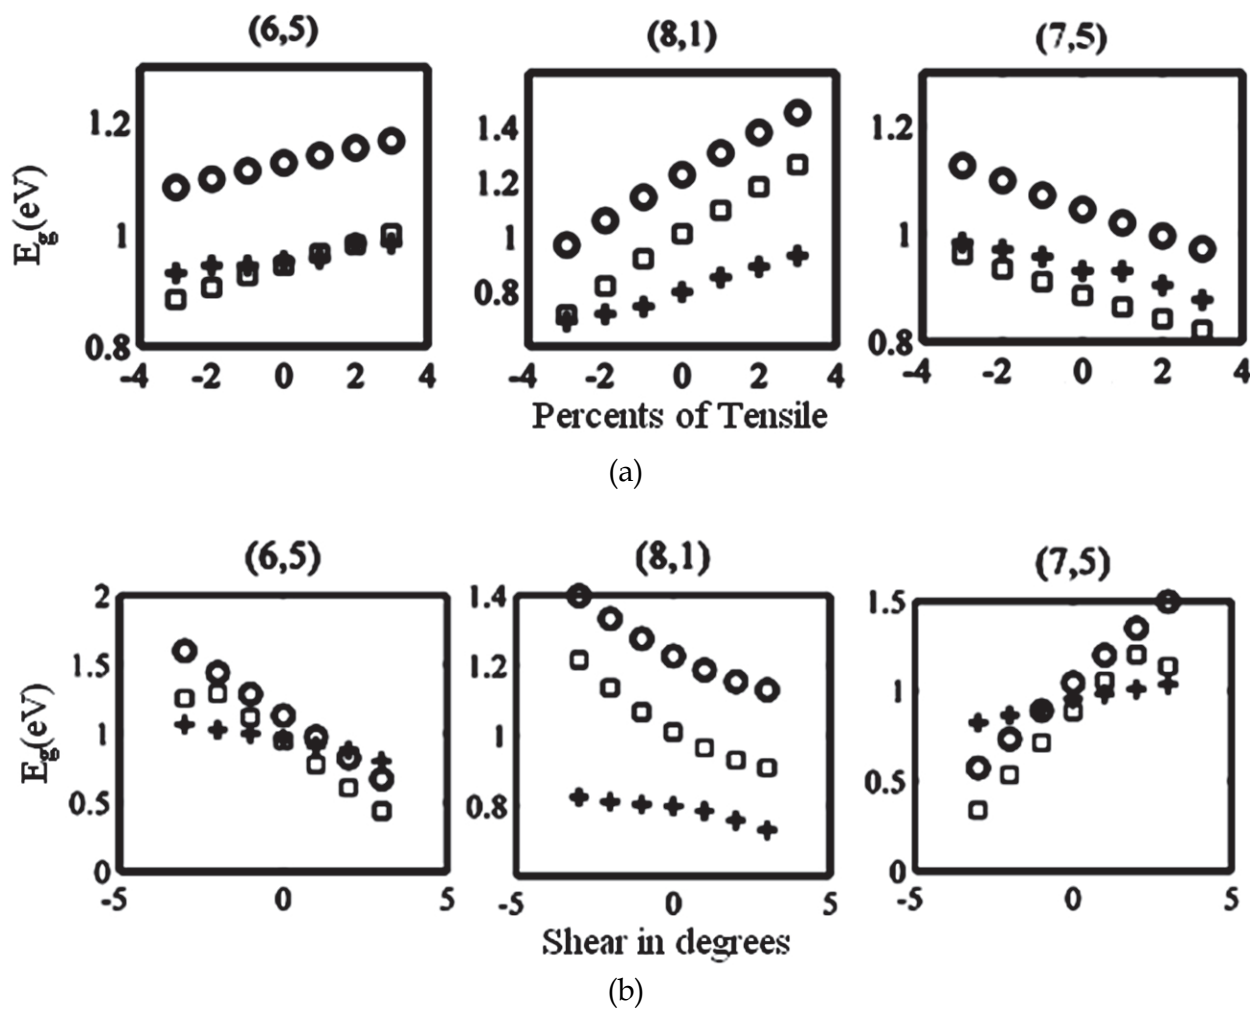 (6,5) (8,1) (7,5)
1.2 1.4 1.2
1.2
1 1 1
0.8
0.8 0.8
-4 -2 0 2 4 -4 -2 0 2 4 -4 -2 0 2 4
E_g(eV)
Percents of Tensile
(a)
(6,5) (8,1) (7,5)
2 1.4 1.5
1.5 1.2
1 1 1
0.5 0.8 0.5
0 0
-5 0 5 -5 0 5 -5 0 5
E_g(eV)
Shear in degrees
(b)